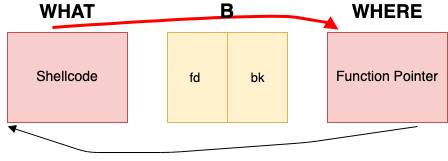 WHAT
B
WHERE
Shellcode
fd
bk
Function Pointer